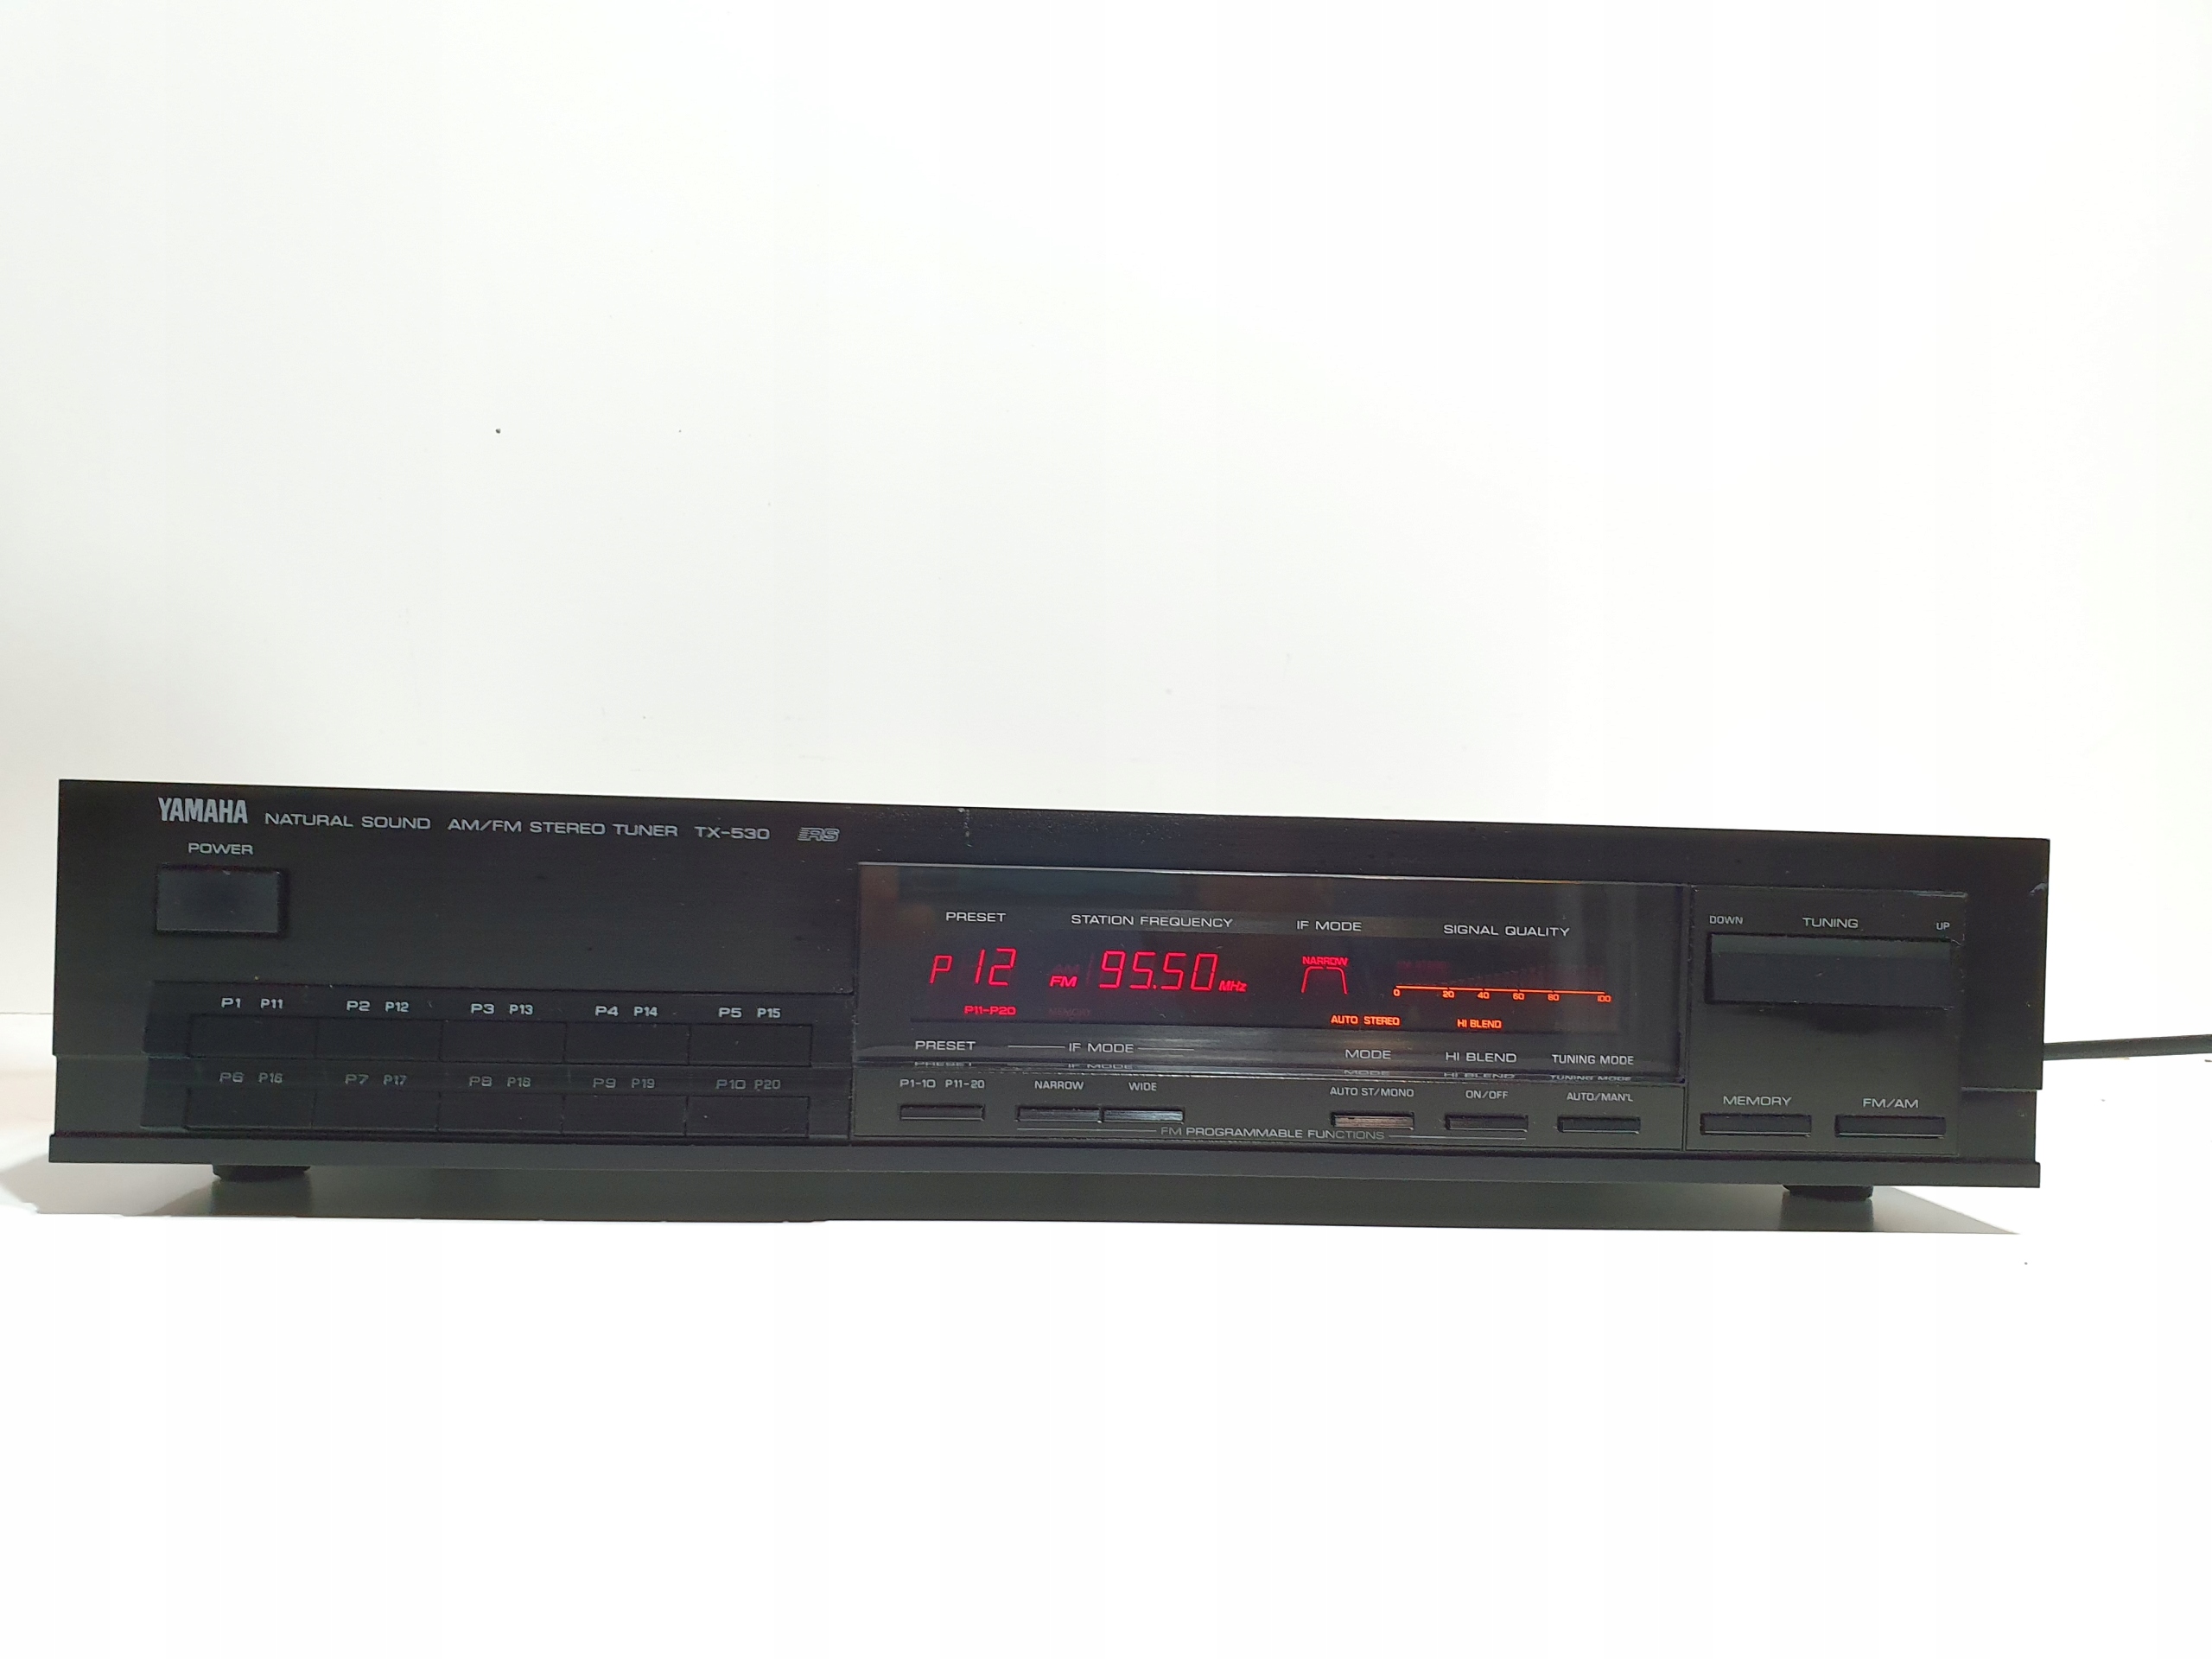 YAMAHA NATURAL SOUND AM/FM STEREO TUNER TX-530 RS
POWER
P1 P11 P2 P12 P3 P13 P4 P14 P5 P15
P6 P16 P7 P17 P8 P18 P9 P19 P10 P20
PRESET STATION FREQUENCY IF MODE SIGNAL QUALITY
P 12 FM 95.50 MHz NARROW
0 20 40 60 80 100
P11-P20 MEMORY AUTO STEREO HI BLEND
PRESET IF MODE MODE HI BLEND TUNING MODE
P1-10 P11-20 NARROW WIDE AUTO ST/MONO ON/OFF AUTO/MAN'L
FM PROGRAMMABLE FUNCTIONS
DOWN TUNING UP
MEMORY FM/AM